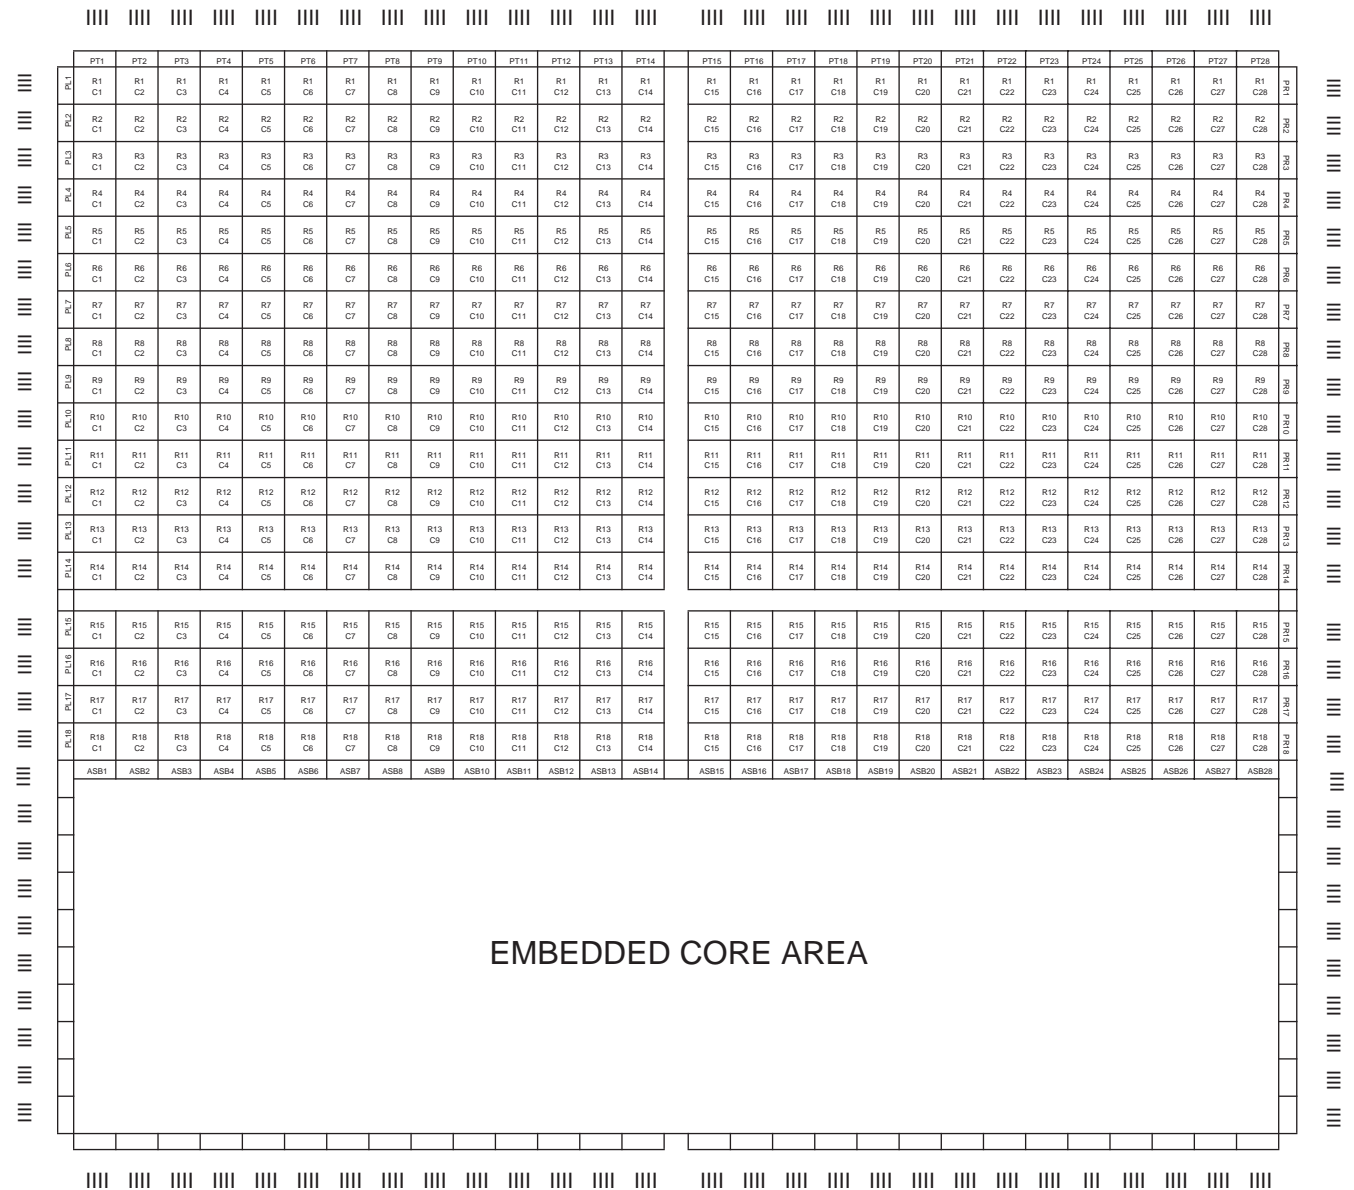 PT1 PT2 PT3 PT4 PT5 PT6 PT7 PT8 PT9 PT10 PT11 PT12 PT13 PT14 PT15 PT16 PT17 PT18 PT19 PT20 PT21 PT22 PT23 PT24 PT25 PT26 PT27 PT28
PL1 R1 R1 R1 R1 R1 R1 R1 R1 R1 R1 R1 R1 R1 R1 R1 R1 R1 R1 R1 R1 R1 R1 R1 R1 R1 R1 R1 R1 PR1
C1 C2 C3 C4 C5 C6 C7 C8 C9 C10 C11 C12 C13 C14 C15 C16 C17 C18 C19 C20 C21 C22 C23 C24 C25 C26 C27 C28
PL2 R2 R2 R2 R2 R2 R2 R2 R2 R2 R2 R2 R2 R2 R2 R2 R2 R2 R2 R2 R2 R2 R2 R2 R2 R2 R2 R2 R2 PR2
C1 C2 C3 C4 C5 C6 C7 C8 C9 C10 C11 C12 C13 C14 C15 C16 C17 C18 C19 C20 C21 C22 C23 C24 C25 C26 C27 C28
PL3 R3 R3 R3 R3 R3 R3 R3 R3 R3 R3 R3 R3 R3 R3 R3 R3 R3 R3 R3 R3 R3 R3 R3 R3 R3 R3 R3 R3 PR3
C1 C2 C3 C4 C5 C6 C7 C8 C9 C10 C11 C12 C13 C14 C15 C16 C17 C18 C19 C20 C21 C22 C23 C24 C25 C26 C27 C28
PL4 R4 R4 R4 R4 R4 R4 R4 R4 R4 R4 R4 R4 R4 R4 R4 R4 R4 R4 R4 R4 R4 R4 R4 R4 R4 R4 R4 R4 PR4
C1 C2 C3 C4 C5 C6 C7 C8 C9 C10 C11 C12 C13 C14 C15 C16 C17 C18 C19 C20 C21 C22 C23 C24 C25 C26 C27 C28
PL5 R5 R5 R5 R5 R5 R5 R5 R5 R5 R5 R5 R5 R5 R5 R5 R5 R5 R5 R5 R5 R5 R5 R5 R5 R5 R5 R5 R5 PR5
C1 C2 C3 C4 C5 C6 C7 C8 C9 C10 C11 C12 C13 C14 C15 C16 C17 C18 C19 C20 C21 C22 C23 C24 C25 C26 C27 C28
PL6 R6 R6 R6 R6 R6 R6 R6 R6 R6 R6 R6 R6 R6 R6 R6 R6 R6 R6 R6 R6 R6 R6 R6 R6 R6 R6 R6 R6 PR6
C1 C2 C3 C4 C5 C6 C7 C8 C9 C10 C11 C12 C13 C14 C15 C16 C17 C18 C19 C20 C21 C22 C23 C24 C25 C26 C27 C28
PL7 R7 R7 R7 R7 R7 R7 R7 R7 R7 R7 R7 R7 R7 R7 R7 R7 R7 R7 R7 R7 R7 R7 R7 R7 R7 R7 R7 R7 PR7
C1 C2 C3 C4 C5 C6 C7 C8 C9 C10 C11 C12 C13 C14 C15 C16 C17 C18 C19 C20 C21 C22 C23 C24 C25 C26 C27 C28
PL8 R8 R8 R8 R8 R8 R8 R8 R8 R8 R8 R8 R8 R8 R8 R8 R8 R8 R8 R8 R8 R8 R8 R8 R8 R8 R8 R8 R8 PR8
C1 C2 C3 C4 C5 C6 C7 C8 C9 C10 C11 C12 C13 C14 C15 C16 C17 C18 C19 C20 C21 C22 C23 C24 C25 C26 C27 C28
PL9 R9 R9 R9 R9 R9 R9 R9 R9 R9 R9 R9 R9 R9 R9 R9 R9 R9 R9 R9 R9 R9 R9 R9 R9 R9 R9 R9 R9 PR9
C1 C2 C3 C4 C5 C6 C7 C8 C9 C10 C11 C12 C13 C14 C15 C16 C17 C18 C19 C20 C21 C22 C23 C24 C25 C26 C27 C28
PL10 R10 R10 R10 R10 R10 R10 R10 R10 R10 R10 R10 R10 R10 R10 R10 R10 R10 R10 R10 R10 R10 R10 R10 R10 R10 R10 R10 R10 PR10
C1 C2 C3 C4 C5 C6 C7 C8 C9 C10 C11 C12 C13 C14 C15 C16 C17 C18 C19 C20 C21 C22 C23 C24 C25 C26 C27 C28
PL11 R11 R11 R11 R11 R11 R11 R11 R11 R11 R11 R11 R11 R11 R11 R11 R11 R11 R11 R11 R11 R11 R11 R11 R11 R11 R11 R11 R11 PR11
C1 C2 C3 C4 C5 C6 C7 C8 C9 C10 C11 C12 C13 C14 C15 C16 C17 C18 C19 C20 C21 C22 C23 C24 C25 C26 C27 C28
PL12 R12 R12 R12 R12 R12 R12 R12 R12 R12 R12 R12 R12 R12 R12 R12 R12 R12 R12 R12 R12 R12 R12 R12 R12 R12 R12 R12 R12 PR12
C1 C2 C3 C4 C5 C6 C7 C8 C9 C10 C11 C12 C13 C14 C15 C16 C17 C18 C19 C20 C21 C22 C23 C24 C25 C26 C27 C28
PL13 R13 R13 R13 R13 R13 R13 R13 R13 R13 R13 R13 R13 R13 R13 R13 R13 R13 R13 R13 R13 R13 R13 R13 R13 R13 R13 R13 R13 PR13
C1 C2 C3 C4 C5 C6 C7 C8 C9 C10 C11 C12 C13 C14 C15 C16 C17 C18 C19 C20 C21 C22 C23 C24 C25 C26 C27 C28
PL14 R14 R14 R14 R14 R14 R14 R14 R14 R14 R14 R14 R14 R14 R14 R14 R14 R14 R14 R14 R14 R14 R14 R14 R14 R14 R14 R14 R14 PR14
C1 C2 C3 C4 C5 C6 C7 C8 C9 C10 C11 C12 C13 C14 C15 C16 C17 C18 C19 C20 C21 C22 C23 C24 C25 C26 C27 C28
PL15 R15 R15 R15 R15 R15 R15 R15 R15 R15 R15 R15 R15 R15 R15 R15 R15 R15 R15 R15 R15 R15 R15 R15 R15 R15 R15 R15 R15 PR15
C1 C2 C3 C4 C5 C6 C7 C8 C9 C10 C11 C12 C13 C14 C15 C16 C17 C18 C19 C20 C21 C22 C23 C24 C25 C26 C27 C28
PL16 R16 R16 R16 R16 R16 R16 R16 R16 R16 R16 R16 R16 R16 R16 R16 R16 R16 R16 R16 R16 R16 R16 R16 R16 R16 R16 R16 R16 PR16
C1 C2 C3 C4 C5 C6 C7 C8 C9 C10 C11 C12 C13 C14 C15 C16 C17 C18 C19 C20 C21 C22 C23 C24 C25 C26 C27 C28
PL17 R17 R17 R17 R17 R17 R17 R17 R17 R17 R17 R17 R17 R17 R17 R17 R17 R17 R17 R17 R17 R17 R17 R17 R17 R17 R17 R17 R17 PR17
C1 C2 C3 C4 C5 C6 C7 C8 C9 C10 C11 C12 C13 C14 C15 C16 C17 C18 C19 C20 C21 C22 C23 C24 C25 C26 C27 C28
PL18 R18 R18 R18 R18 R18 R18 R18 R18 R18 R18 R18 R18 R18 R18 R18 R18 R18 R18 R18 R18 R18 R18 R18 R18 R18 R18 R18 R18 PR18
C1 C2 C3 C4 C5 C6 C7 C8 C9 C10 C11 C12 C13 C14 C15 C16 C17 C18 C19 C20 C21 C22 C23 C24 C25 C26 C27 C28
ASB1 ASB2 ASB3 ASB4 ASB5 ASB6 ASB7 ASB8 ASB9 ASB10 ASB11 ASB12 ASB13 ASB14 ASB15 ASB16 ASB17 ASB18 ASB19 ASB20 ASB21 ASB22 ASB23 ASB24 ASB25 ASB26 ASB27 ASB28
EMBEDDED CORE AREA